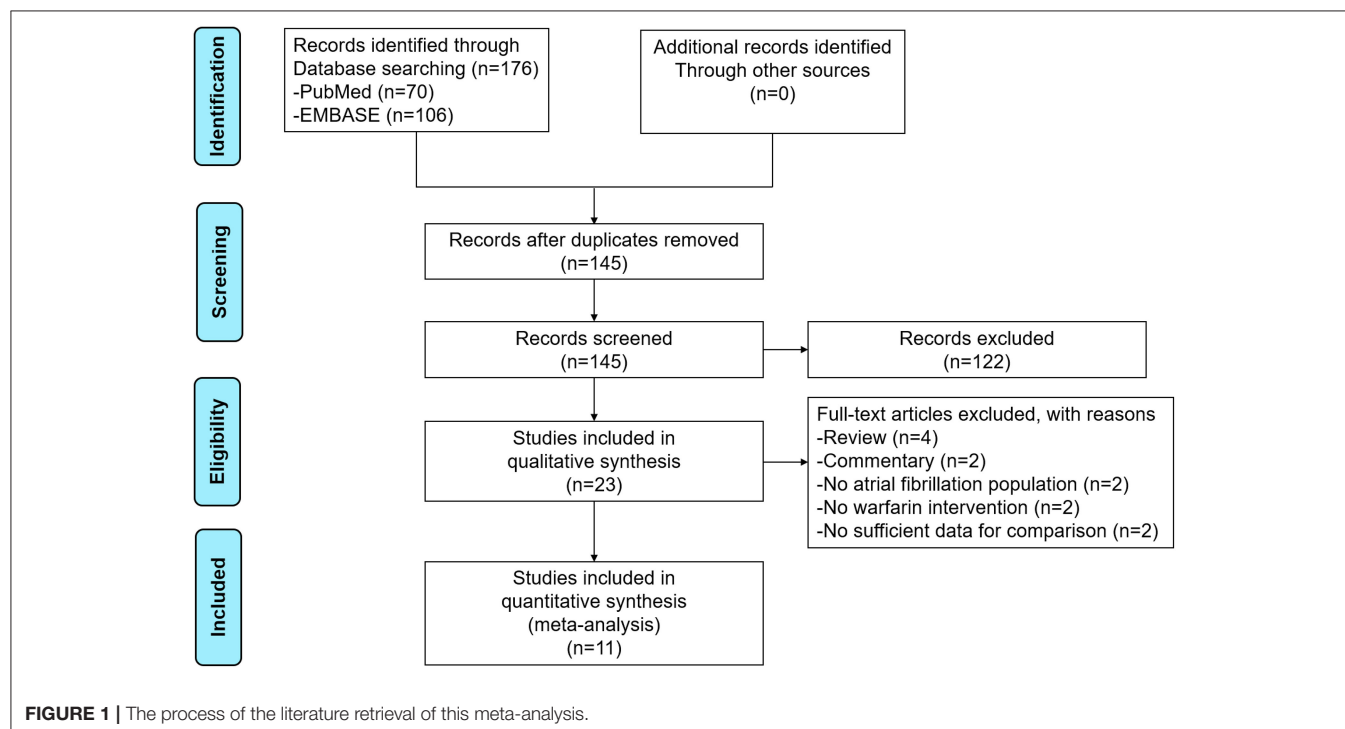 Identification
Records identified through
Database searching (n=176)
-PubMed (n=70)
-EMBASE (n=106)
Additional records identified
Through other sources
(n=0)
Screening
Records after duplicates removed
(n=145)
Records screened
(n=145)
Records excluded
(n=122)
Eligibility
Studies included in
qualitative synthesis
(n=23)
Full-text articles excluded, with reasons
-Review (n=4)
-Commentary (n=2)
-No atrial fibrillation population (n=2)
-No warfarin intervention (n=2)
-No sufficient data for comparison (n=2)
Included
Studies included in
quantitative synthesis
(meta-analysis)
(n=11)
FIGURE 1 | The process of the literature retrieval of this meta-analysis.